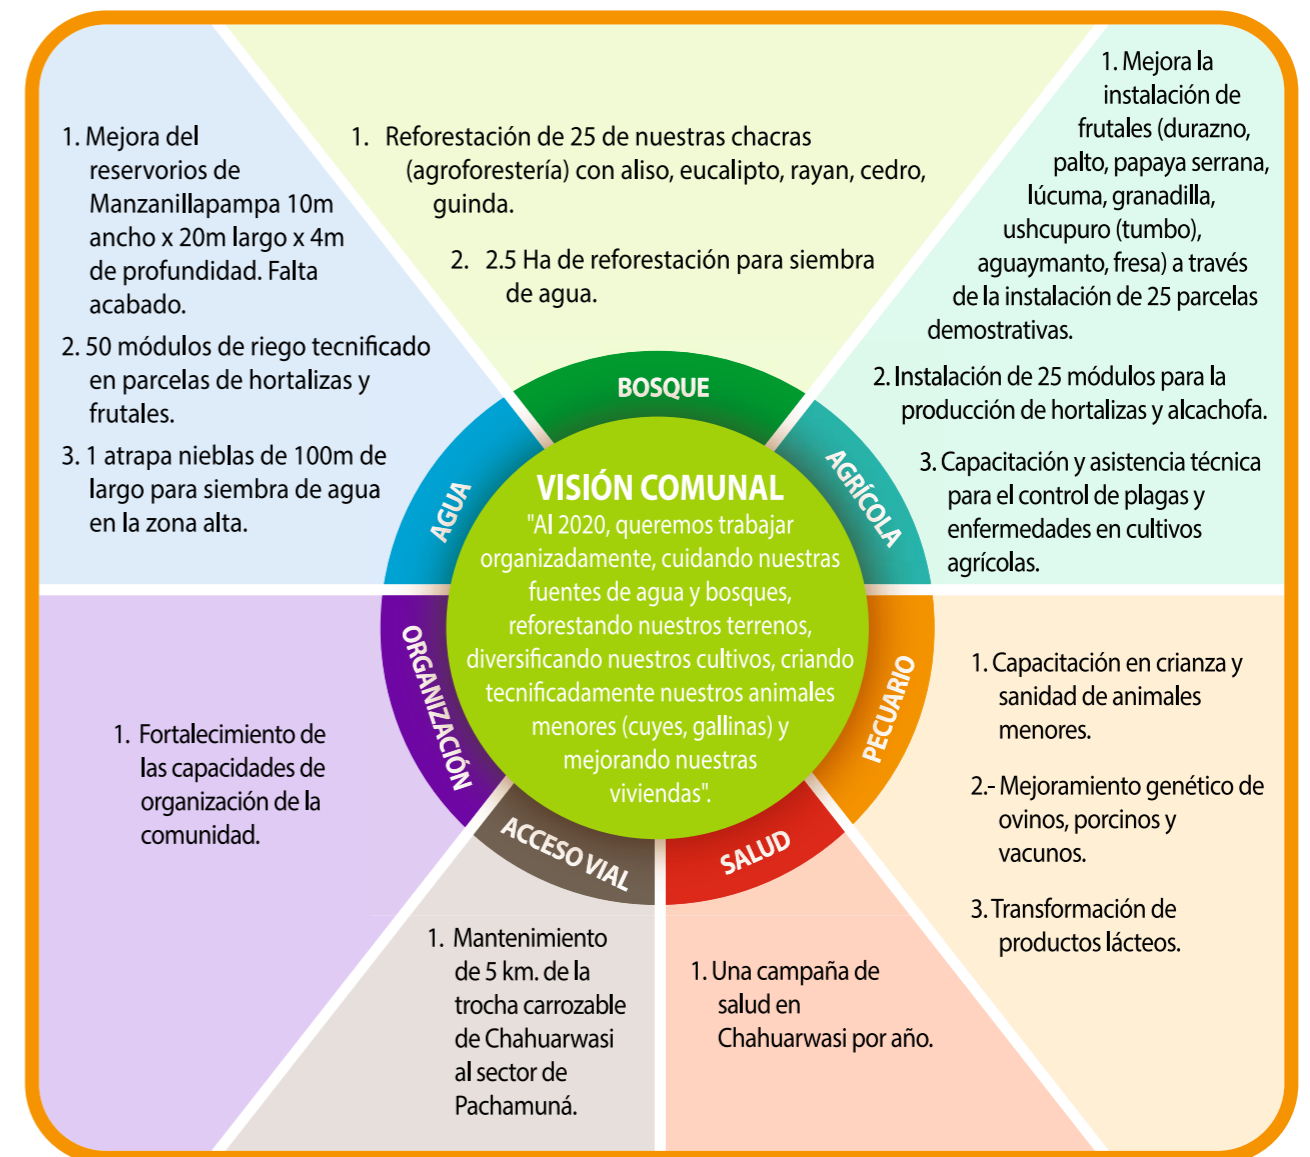 1. Mejora del
reservorios de
Manzanillapampa 10m
ancho x 20m largo x 4m
de profundidad. Falta
acabado.
2. 50 módulos de riego tecnificado
en parcelas de hortalizas y
frutales.
3. 1 atrapa nieblas de 100m de
largo para siembra de agua
en la zona alta.
AGUA
1. Reforestación de 25 de nuestras chacras
(agroforestería) con aliso, eucalipto, rayan, cedro,
guinda.
2. 2.5 Ha de reforestación para siembra
de agua.
BOSQUE
1. Mejora la
instalación de
frutales (durazno,
palto, papaya serrana,
lúcuma, granadilla,
ushcupuro (tumbo),
aguaymanto, fresa) a través
de la instalación de 25 parcelas
demostrativas.
2. Instalación de 25 módulos para la
producción de hortalizas y alcachofa.
3. Capacitación y asistencia técnica
para el control de plagas y
enfermedades en cultivos
agrícolas.
AGRÍCOLA
VISIÓN COMUNAL
"Al 2020, queremos trabajar
organizadamente, cuidando nuestras
fuentes de agua y bosques,
reforestando nuestros terrenos,
diversificando nuestros cultivos, criando
tecnificadamente nuestros animales
menores (cuyes, gallinas) y
mejorando nuestras
viviendas".
ORGANIZACIÓN
1. Fortalecimiento de
las capacidades de
organización de la
comunidad.
PECUARIO
1. Capacitación en crianza y
sanidad de animales
menores.
2.- Mejoramiento genético de
ovinos, porcinos y
vacunos.
3. Transformación de
productos lácteos.
ACCESO VIAL
1. Mantenimiento
de 5 km. de la
trocha carrozable
de Chahuarwasi
al sector de
Pachamuná.
SALUD
1. Una campaña de
salud en
Chahuarwasi por año.